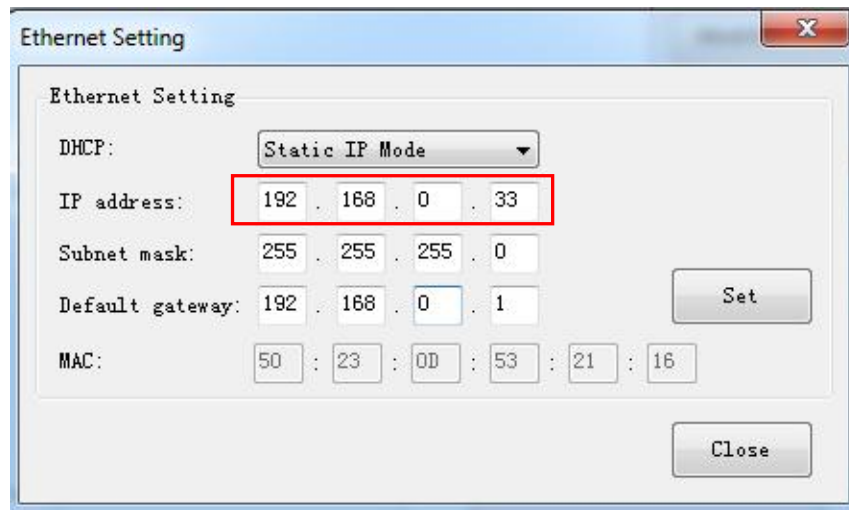 Ethernet Setting
Ethernet Setting
DHCP: Static IP Mode
IP address: 192 . 168 . 0 . 33
Subnet mask: 255 . 255 . 255 . 0
Default gateway: 192 . 168 . 0 . 1
Set
MAC: 50 : 23 : 0D : 53 : 21 : 16
Close